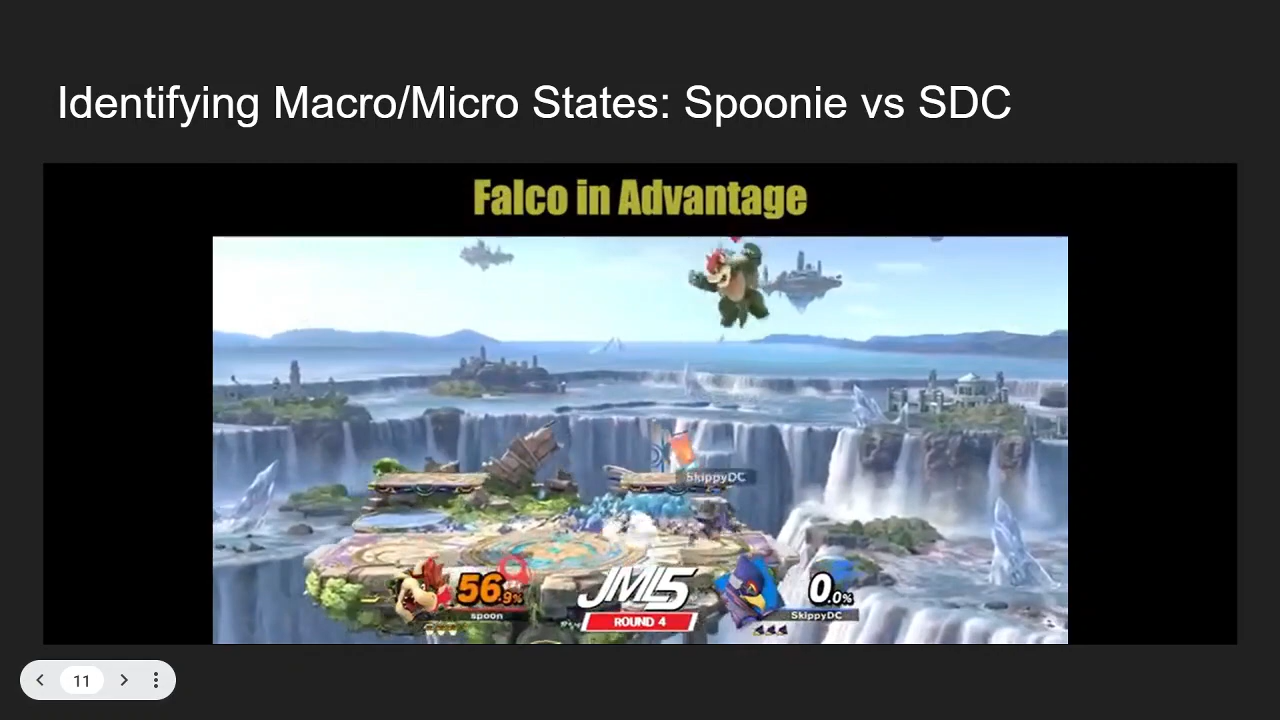 Identifying Macro/Micro States: Spoonie vs SDC
Falco in Advantage
SkippyDC
56.9%
spoon
JML5
ROUND 4
0.0%
SkippyDC
11